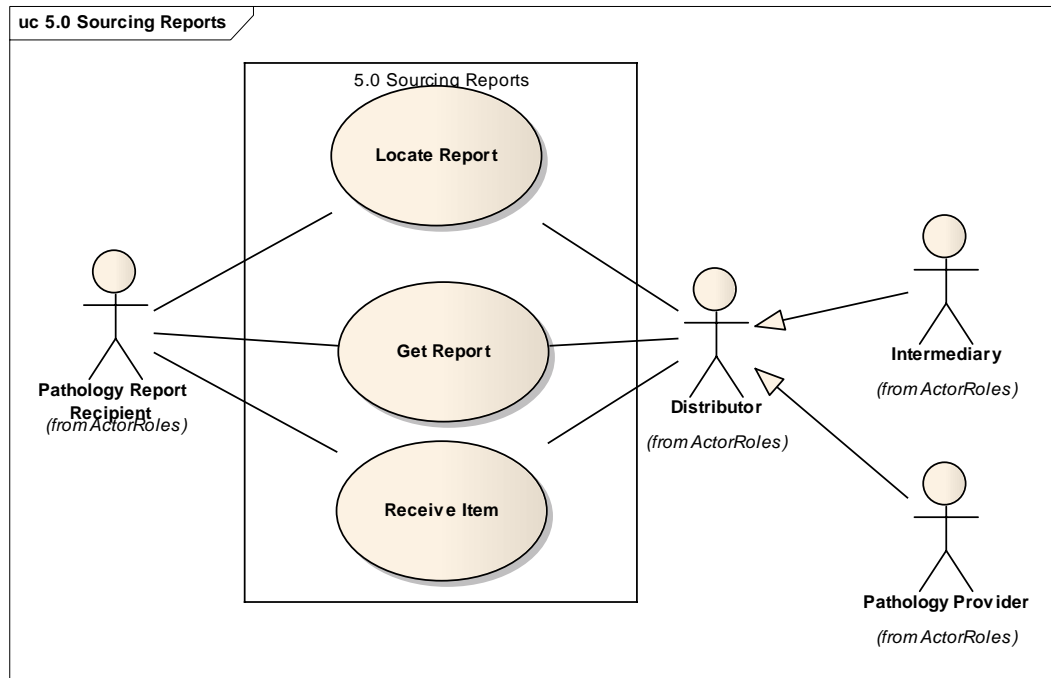 uc 5.0 Sourcing Reports
5.0 Sourcing Reports
Locate Report
Get Report
Receive Item
Pathology Report
Recipient
(from ActorRoles)
Distributor
(from ActorRoles)
Intermediary
(from ActorRoles)
Pathology Provider
(from ActorRoles)